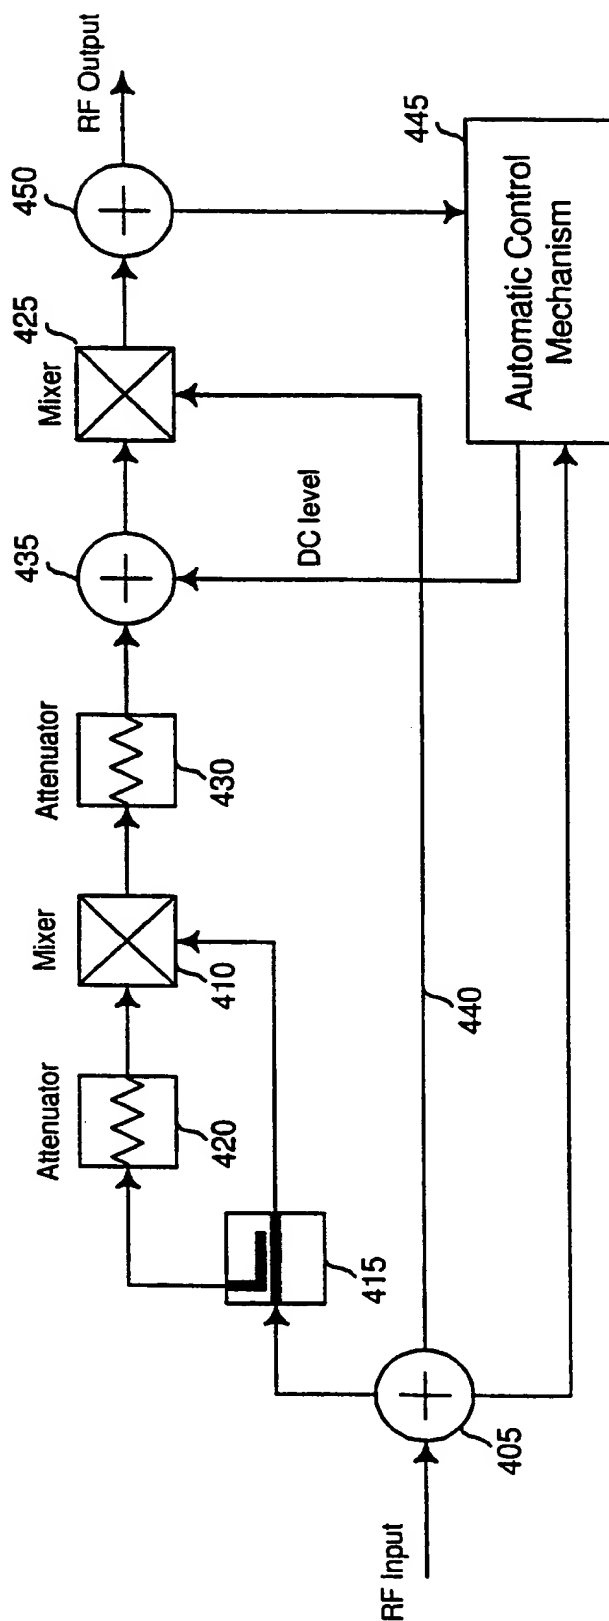 RF Input
405
415
Attenuator
420
Mixer
410
Attenuator
430
435
DC level
440
Mixer
425
450
RF Output
445
Automatic Control
Mechanism